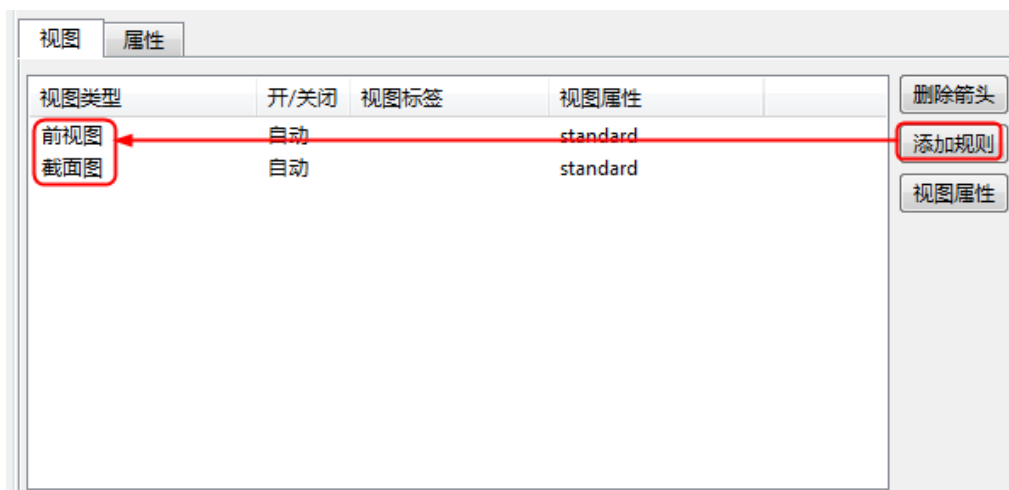 视图 属性
视图类型 开/关闭 视图标签 视图属性
前视图 自动 standard
截面图 自动 standard
删除箭头
添加规则
视图属性